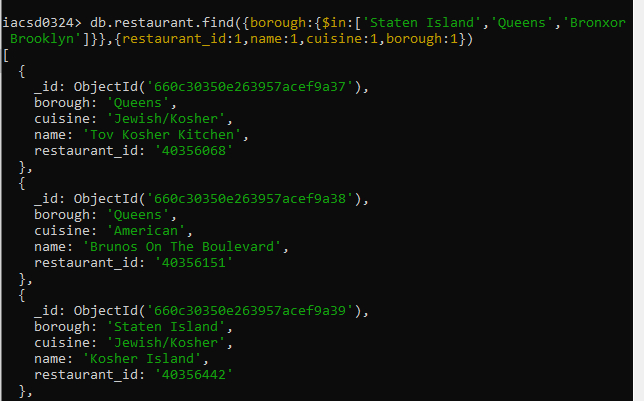 iacsd0324> db.restaurant.find({borough:{$in:['Staten Island','Queens','Bronxor
 Brooklyn']}},{restaurant_id:1,name:1,cuisine:1,borough:1})
[
  {
    _id: ObjectId('660c30350e263957acef9a37'),
    borough: 'Queens',
    cuisine: 'Jewish/Kosher',
    name: 'Tov Kosher Kitchen',
    restaurant_id: '40356068'
  },
  {
    _id: ObjectId('660c30350e263957acef9a38'),
    borough: 'Queens',
    cuisine: 'American',
    name: 'Brunos On The Boulevard',
    restaurant_id: '40356151'
  },
  {
    _id: ObjectId('660c30350e263957acef9a39'),
    borough: 'Staten Island',
    cuisine: 'Jewish/Kosher',
    name: 'Kosher Island',
    restaurant_id: '40356442'
  },